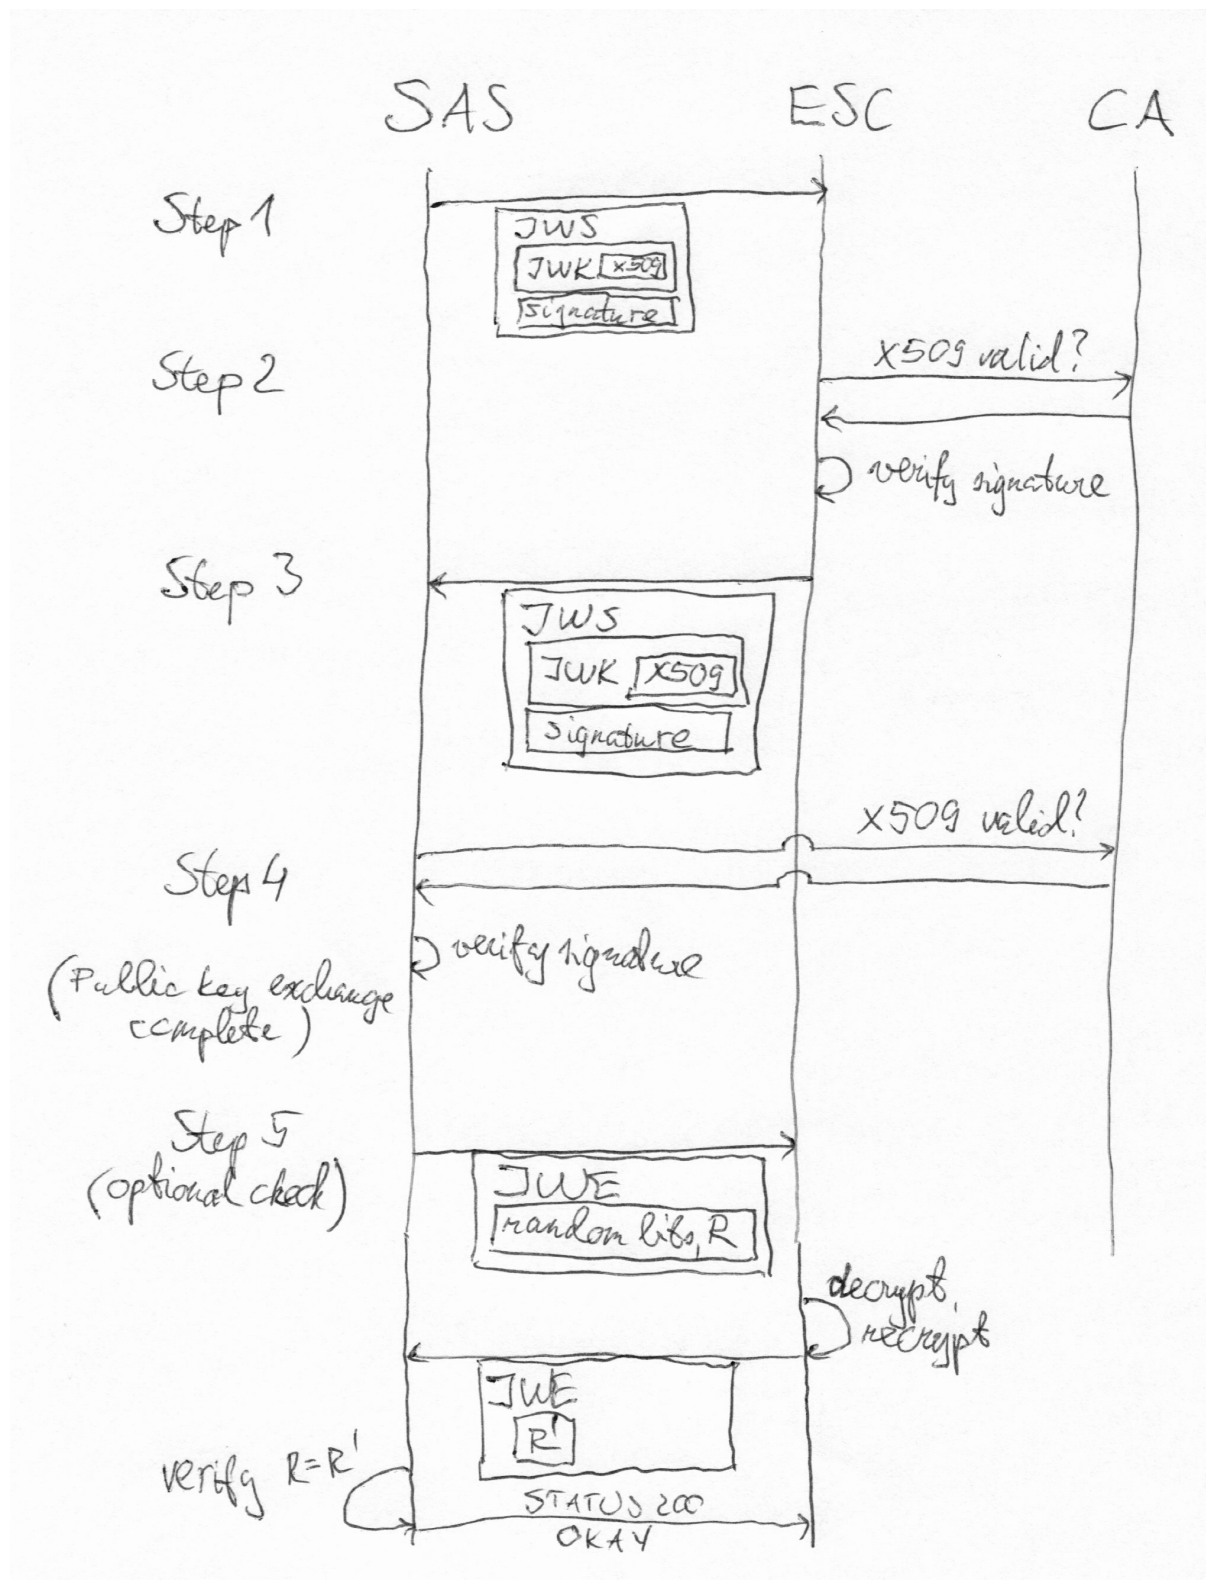 SAS ESC CA
Step 1
JWS
JWK x509
signature
Step 2
x509 valid?
verify signature
Step 3
JWS
JWK x509
signature
x509 valid?
Step 4
verify signature
(Public key exchange
complete)
Step 5
(optional check)
JWE
random bits, R
decrypt,
recrypt
JWE
R'
verify R=R'
STATUS 200
OKAY